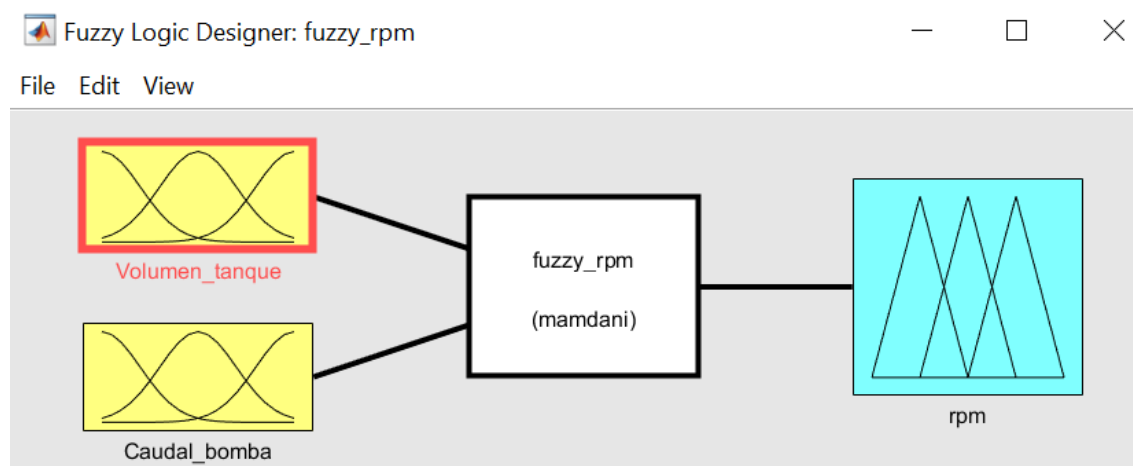 Fuzzy Logic Designer: fuzzy_rpm
File Edit View
Volumen_tanque
fuzzy_rpm
(mamdani)
rpm
Caudal_bomba